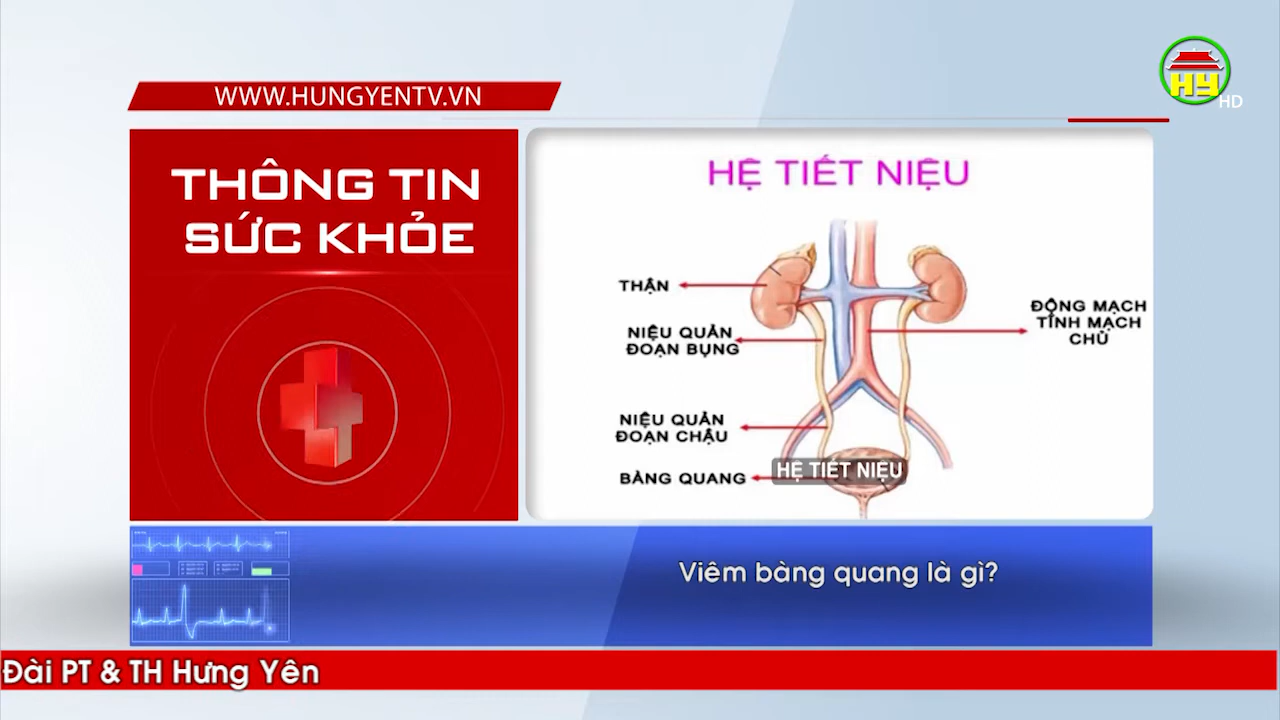 WWW.HUNGYENTV.VN
HY
HD
THÔNG TIN
SỨC KHỎE
HỆ TIẾT NIỆU
THẬN
NIỆU QUẢN
ĐOẠN BỤNG
ĐỘNG MẠCH
TĨNH MẠCH
CHỦ
NIỆU QUẢN
ĐOẠN CHẬU
BÀNG QUANG
HỆ TIẾT NIỆU
Viêm bàng quang là gì?
Đài PT & TH Hưng Yên